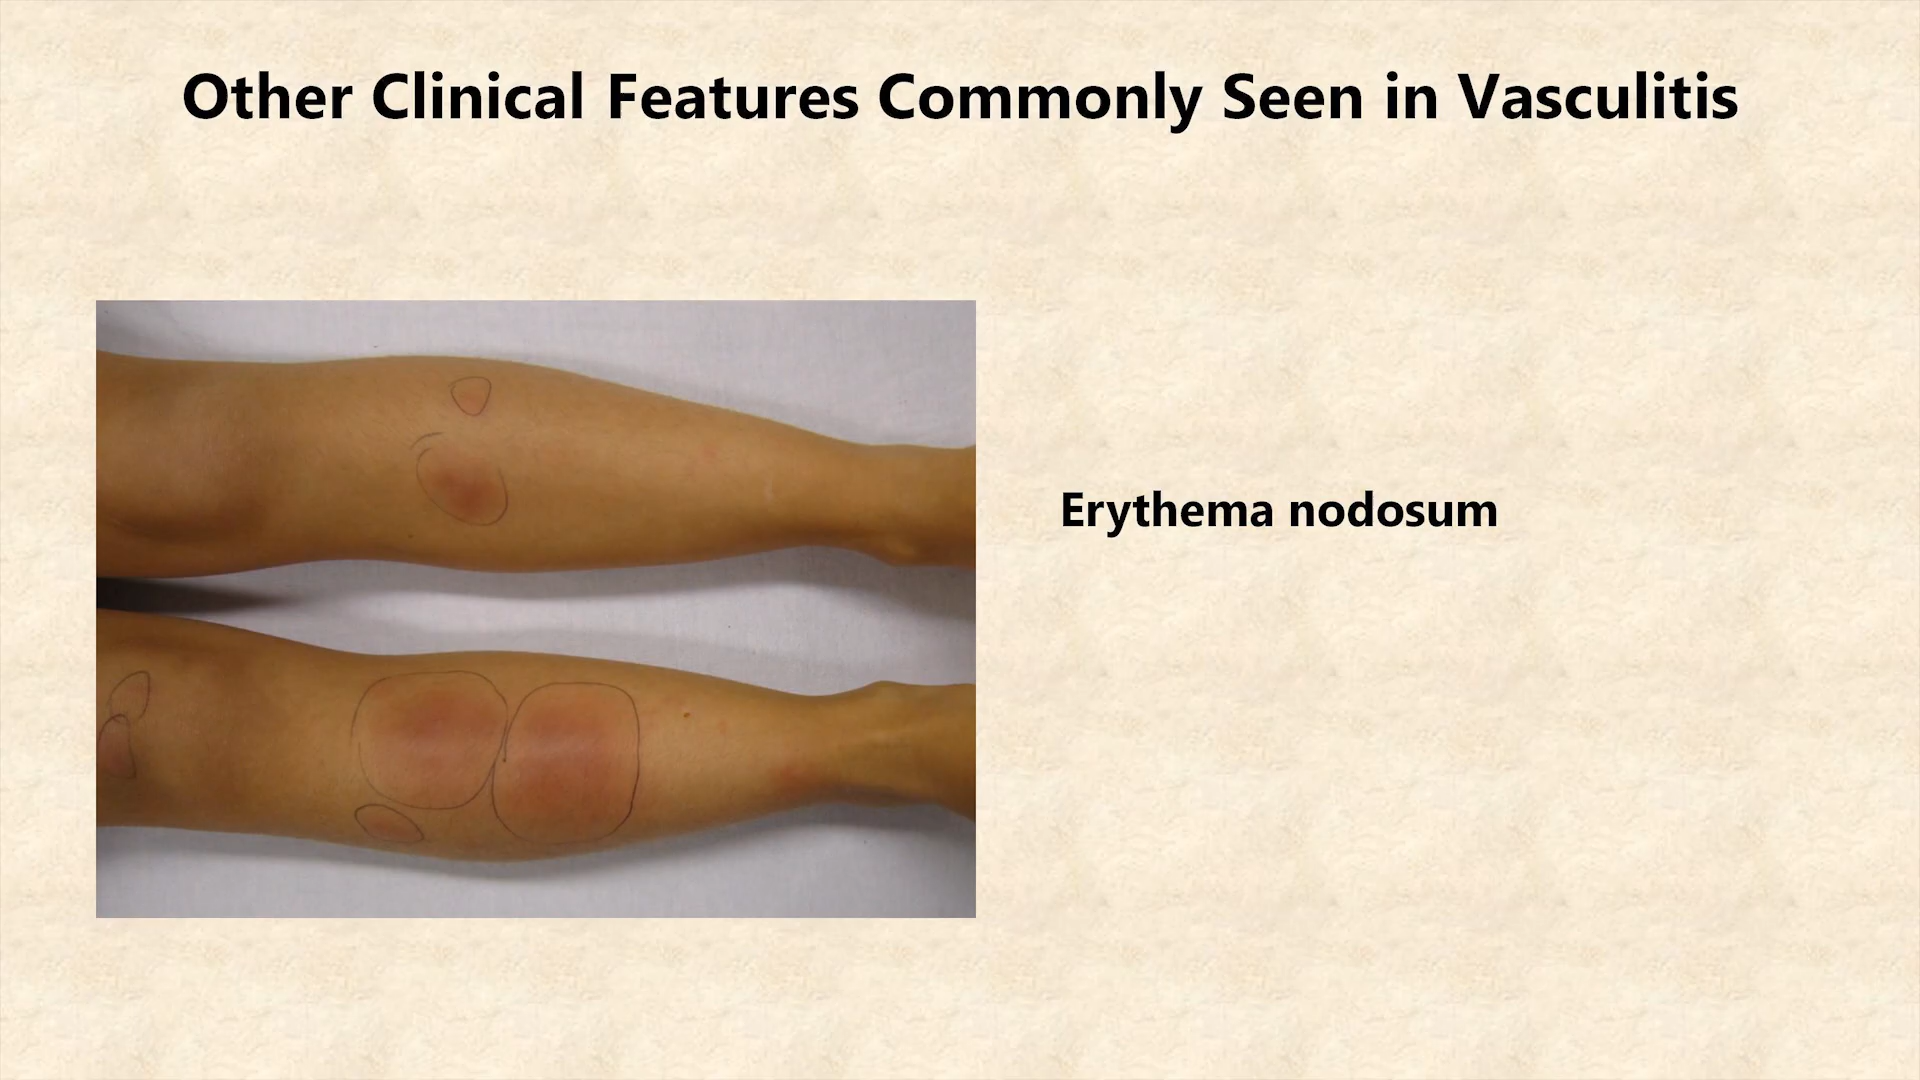 Other Clinical Features Commonly Seen in Vasculitis
Erythema nodosum